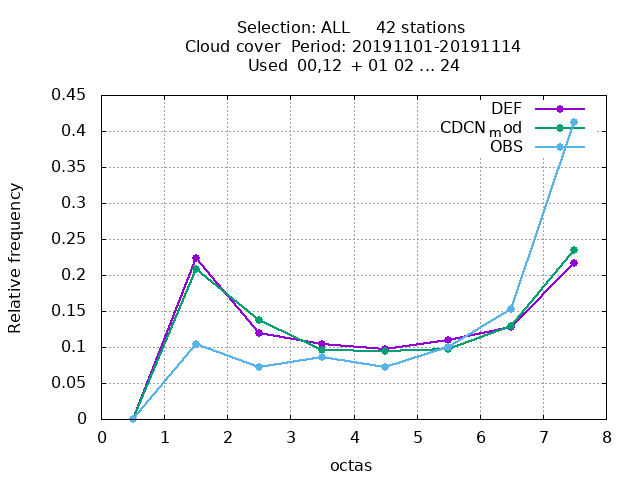 Selection: ALL 42 stations
Cloud cover Period: 20191101-20191114
Used 00,12 + 01 02 ... 24
DEF
CDCNmod
OBS
0.45
0.4
0.35
0.3
0.25
0.2
0.15
0.1
0.05
0
Relative frequency
0 1 2 3 4 5 6 7 8
octas